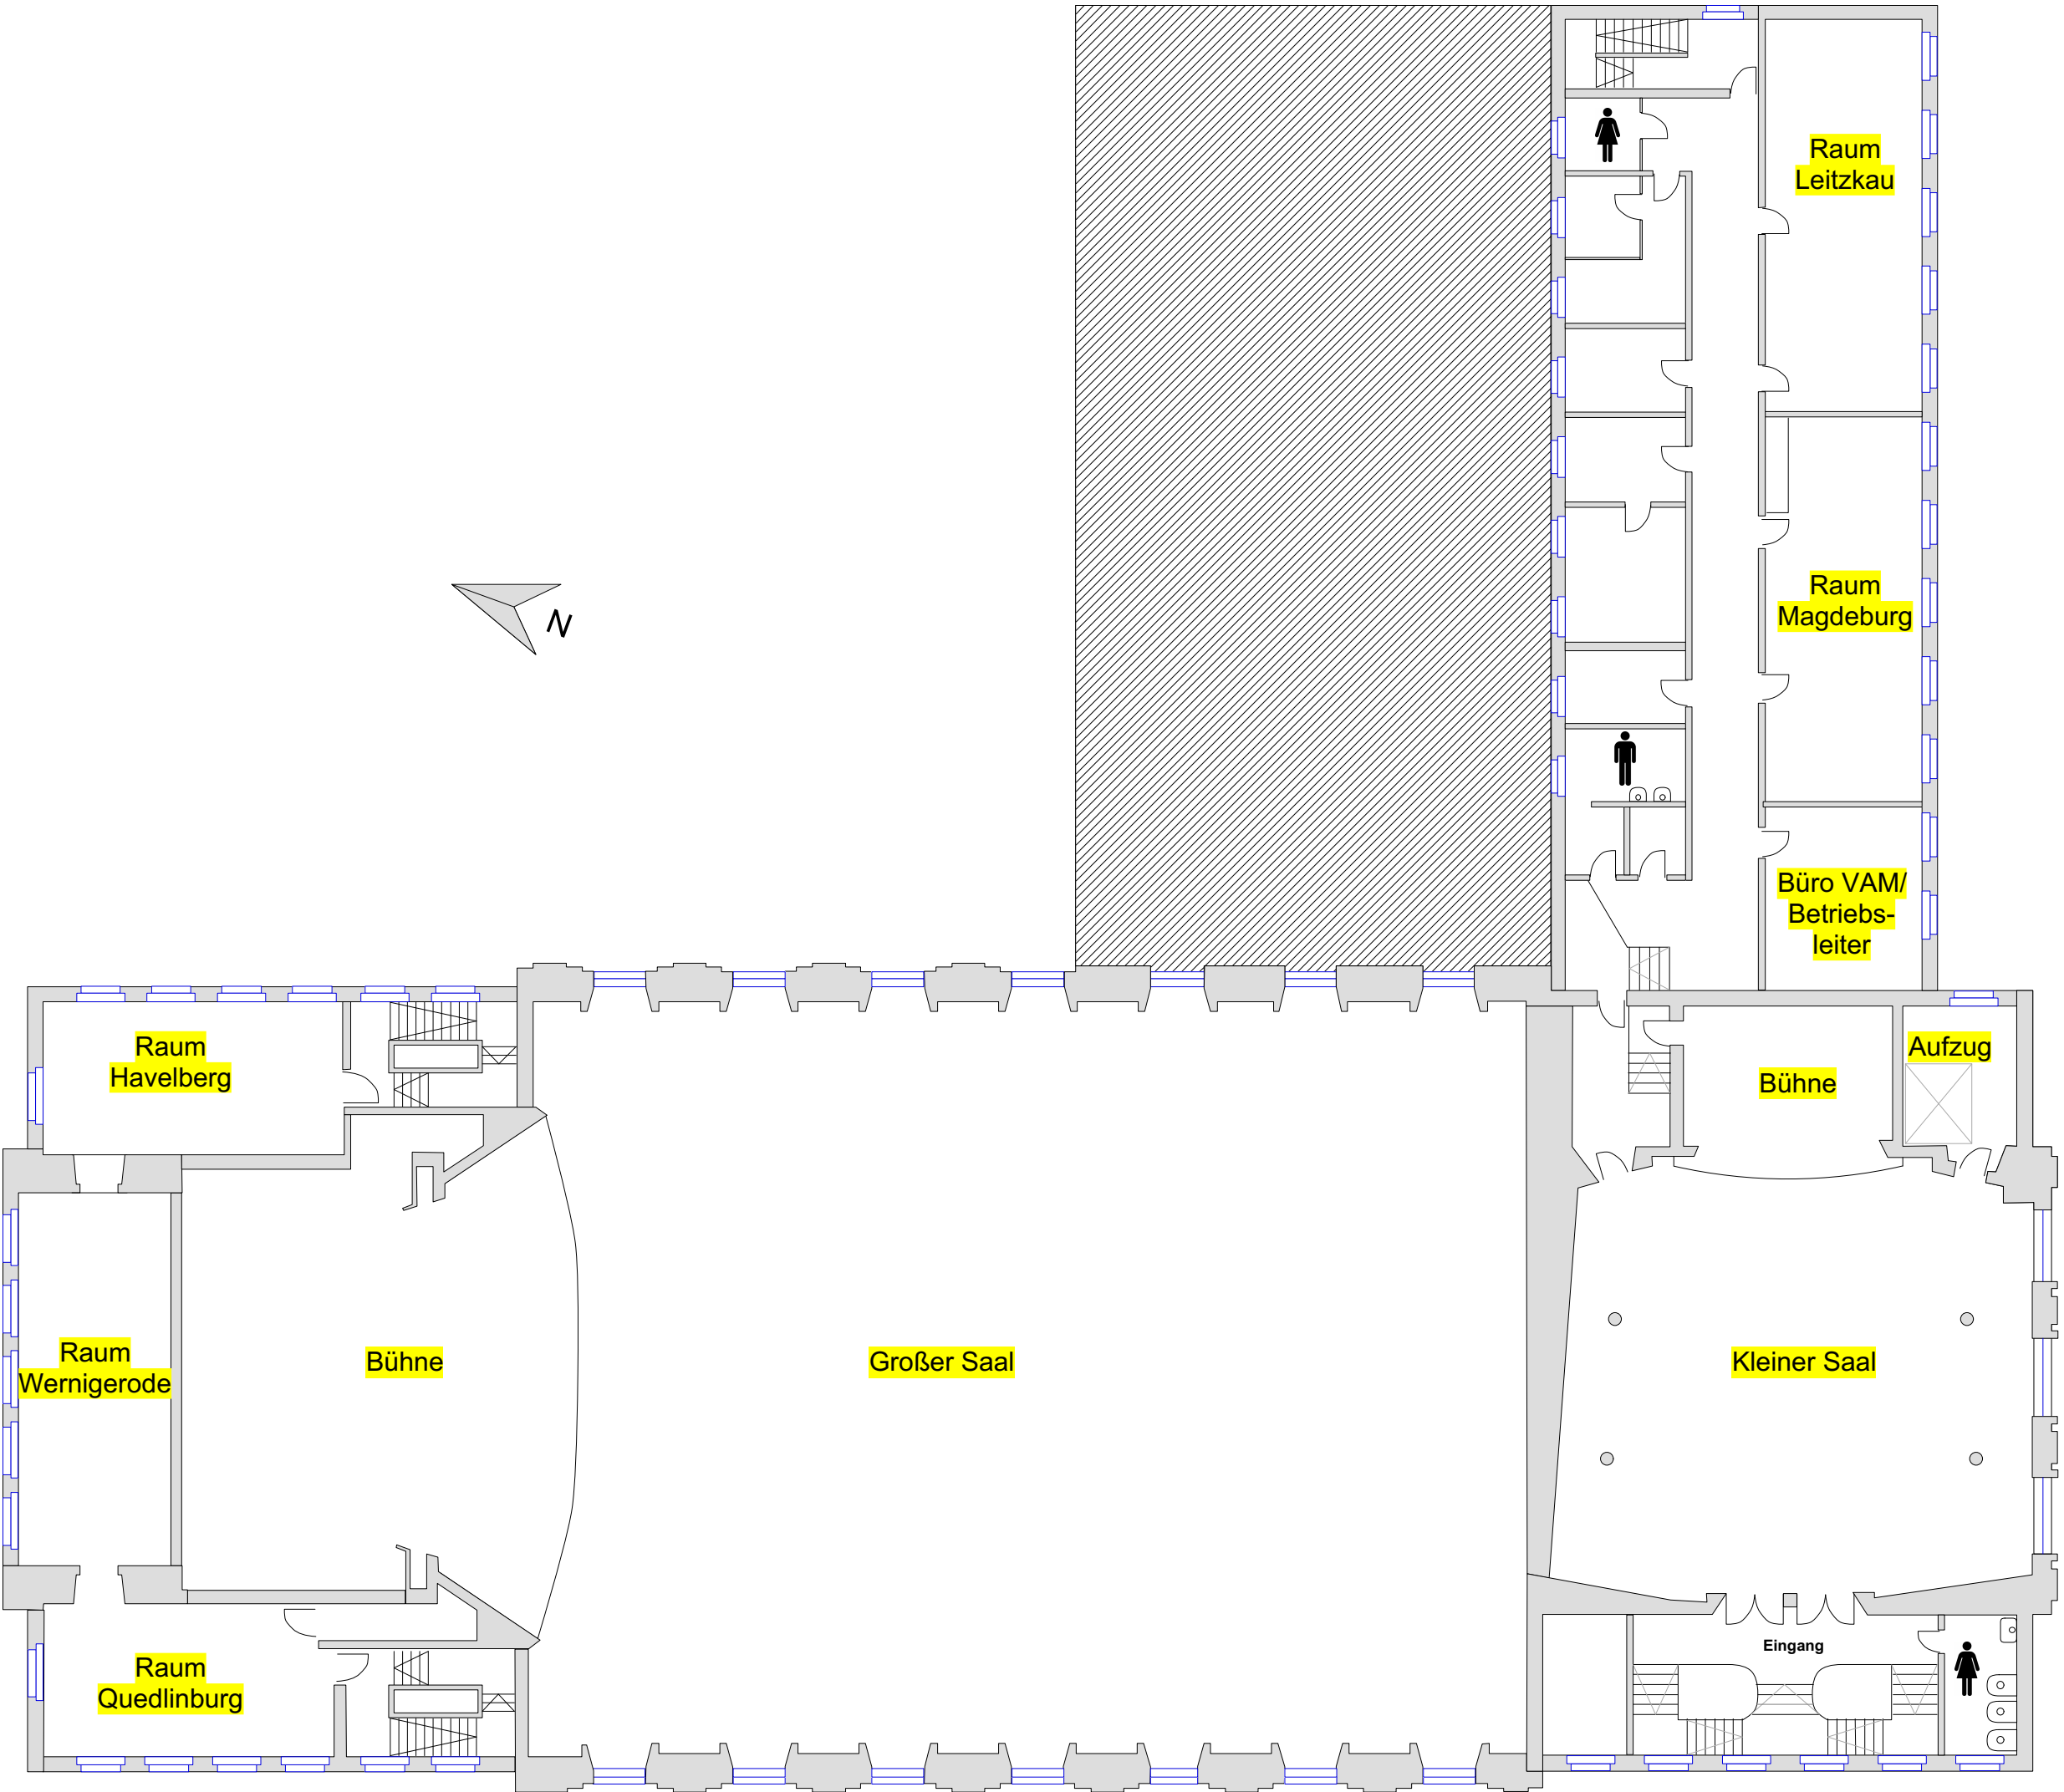 Raum
Leitzkau
Raum
Magdeburg
N
Büro VAM/
Betriebs-
leiter
Raum
Havelberg
Bühne
Aufzug
Raum
Wernigerode
Bühne
Großer Saal
Kleiner Saal
Eingang
Raum
Quedlinburg